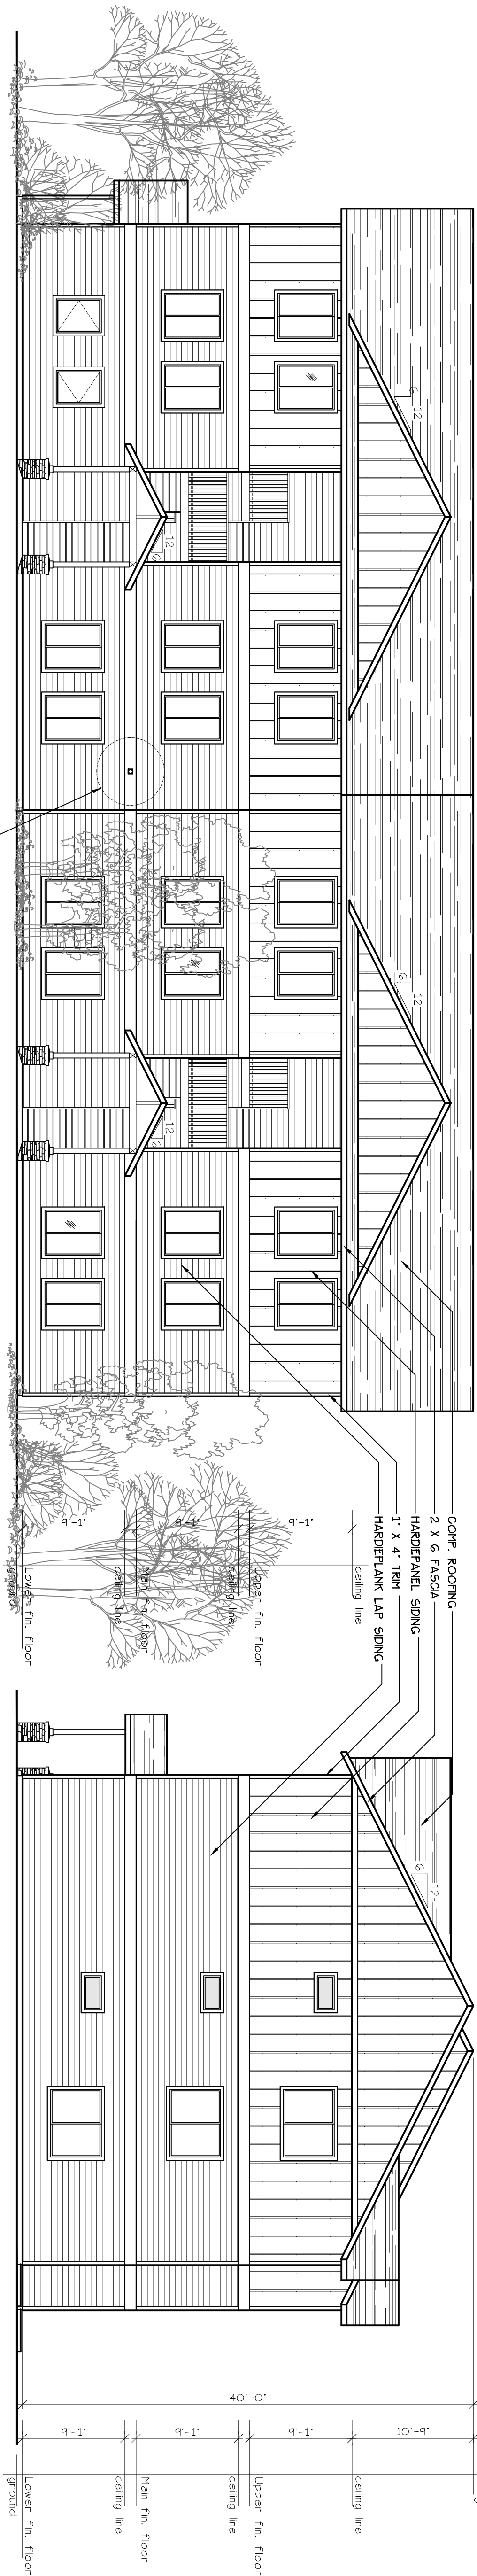 6
12
12
6
6
12
12
6
COMP. ROOFING
2 X 6 FASCIA
HARDIEPANEL SIDING
1" X 4" TRIM
HARDIEPLANK LAP SIDING
ceiling line
9'-1"
Upper fin. floor
ceiling line
9'-1"
Main fin. floor
ceiling line
9'-1"
Lower fin. floor
ground
12
6
40'-0"
10'-9"
ceiling line
9'-1"
Upper fin. floor
ceiling line
9'-1"
Main fin. floor
ceiling line
9'-1"
Lower fin. floor
ground